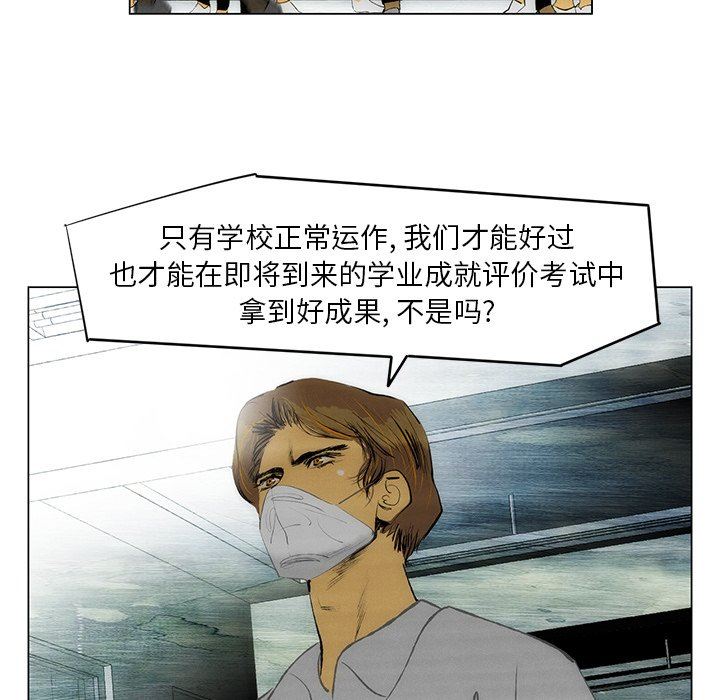 只有学校正常运作, 我们才能好过
也才能在即将到来的学业成就评价考试中
拿到好成果, 不是吗?